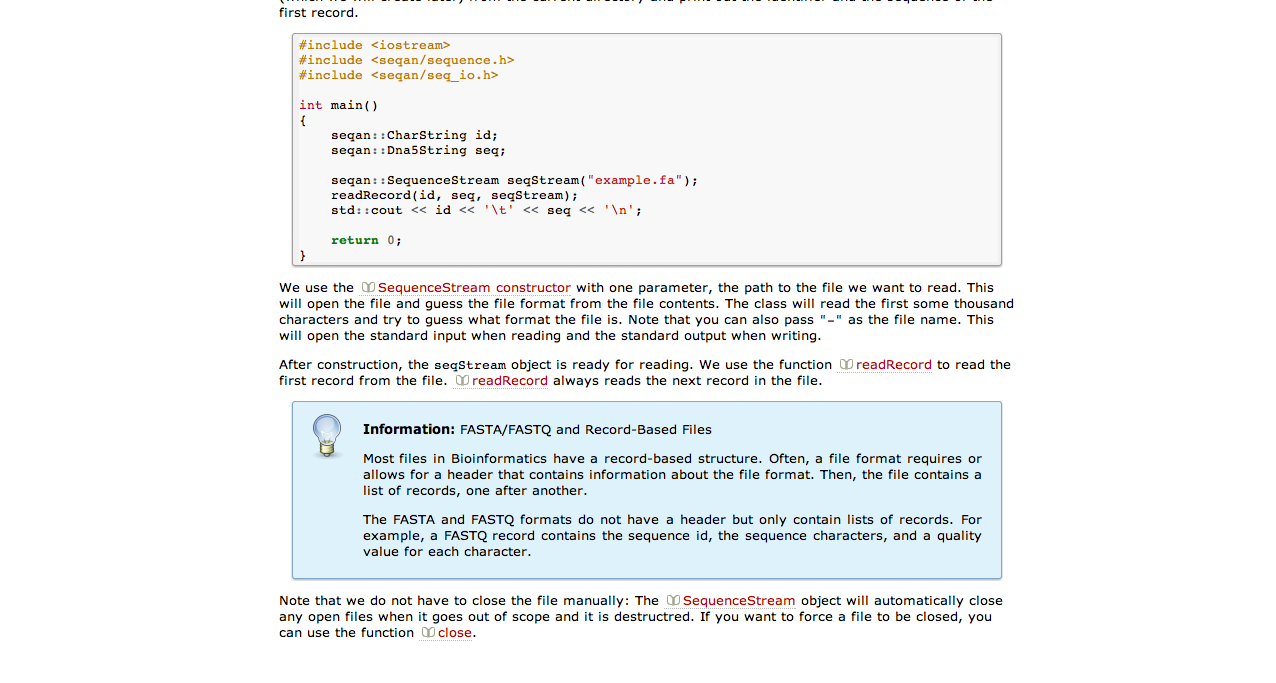 first record.
#include <iostream>
#include <seqan/sequence.h>
#include <seqan/seq_io.h>
int main()
{
    seqan::CharString id;
    seqan::Dna5String seq;
    seqan::SequenceStream seqStream("example.fa");
    readRecord(id, seq, seqStream);
    std::cout << id << '\t' << seq << '\n';
    return 0;
}
We use the SequenceStream constructor with one parameter, the path to the file we want to read. This
will open the file and guess the file format from the file contents. The class will read the first some thousand
characters and try to guess what format the file is. Note that you can also pass "-" as the file name. This
will open the standard input when reading and the standard output when writing.
After construction, the seqStream object is ready for reading. We use the function readRecord to read the
first record from the file. readRecord always reads the next record in the file.
Information: FASTA/FASTQ and Record-Based Files
Most files in Bioinformatics have a record-based structure. Often, a file format requires or
allows for a header that contains information about the file format. Then, the file contains a
list of records, one after another.
The FASTA and FASTQ formats do not have a header but only contain lists of records. For
example, a FASTQ record contains the sequence id, the sequence characters, and a quality
value for each character.
Note that we do not have to close the file manually: The SequenceStream object will automatically close
any open files when it goes out of scope and it is destructred. If you want to force a file to be closed, you
can use the function close.